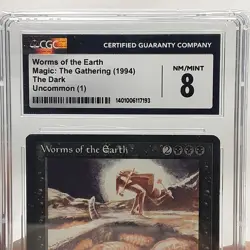 CGC
CERTIFIED GUARANTY COMPANY
Worms of the Earth
Magic: The Gathering (1994)
The Dark
Uncommon (1)
1401006117193
NM/MINT
8
Worms of the Earth
2